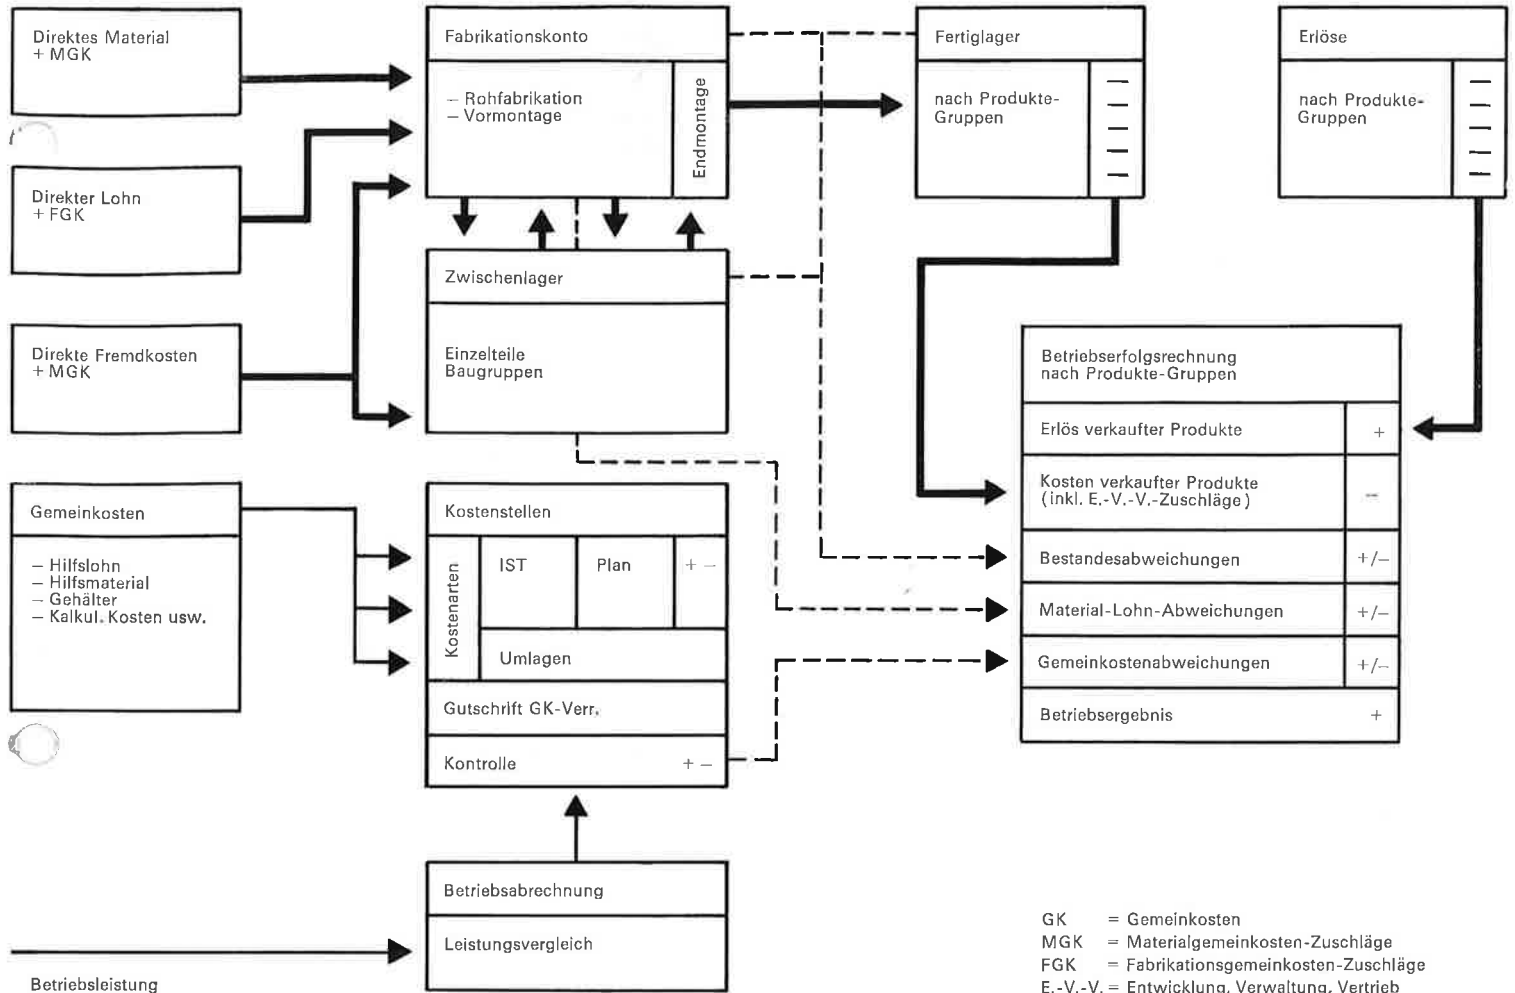 Direktes Material
+ MGK
Direkter Lohn
+ FGK
Direkte Fremdkosten
+ MGK
Gemeinkosten
– Hilfslohn
– Hilfsmaterial
– Gehälter
– Kalkul. Kosten usw.
Betriebsleistung
Fabrikationskonto
– Rohfabrikation
– Vormontage
Endmontage
Zwischenlager
Einzelteile
Baugruppen
Kostenstellen
Kostenarten
IST
Plan
+ –
Umlagen
Gutschrift GK-Verr.
Kontrolle + –
Betriebsabrechnung
Leistungsvergleich
Fertiglager
nach Produkte-
Gruppen
Erlöse
nach Produkte-
Gruppen
Betriebserfolgsrechnung
nach Produkte-Gruppen
Erlös verkaufter Produkte +
Kosten verkaufter Produkte
(inkl. E.-V.-V.-Zuschläge) –
Bestandesabweichungen +/–
Material-Lohn-Abweichungen +/–
Gemeinkostenabweichungen +/–
Betriebsergebnis +
GK = Gemeinkosten
MGK = Materialgemeinkosten-Zuschläge
FGK = Fabrikationsgemeinkosten-Zuschläge
E.-V.-V. = Entwicklung, Verwaltung, Vertrieb